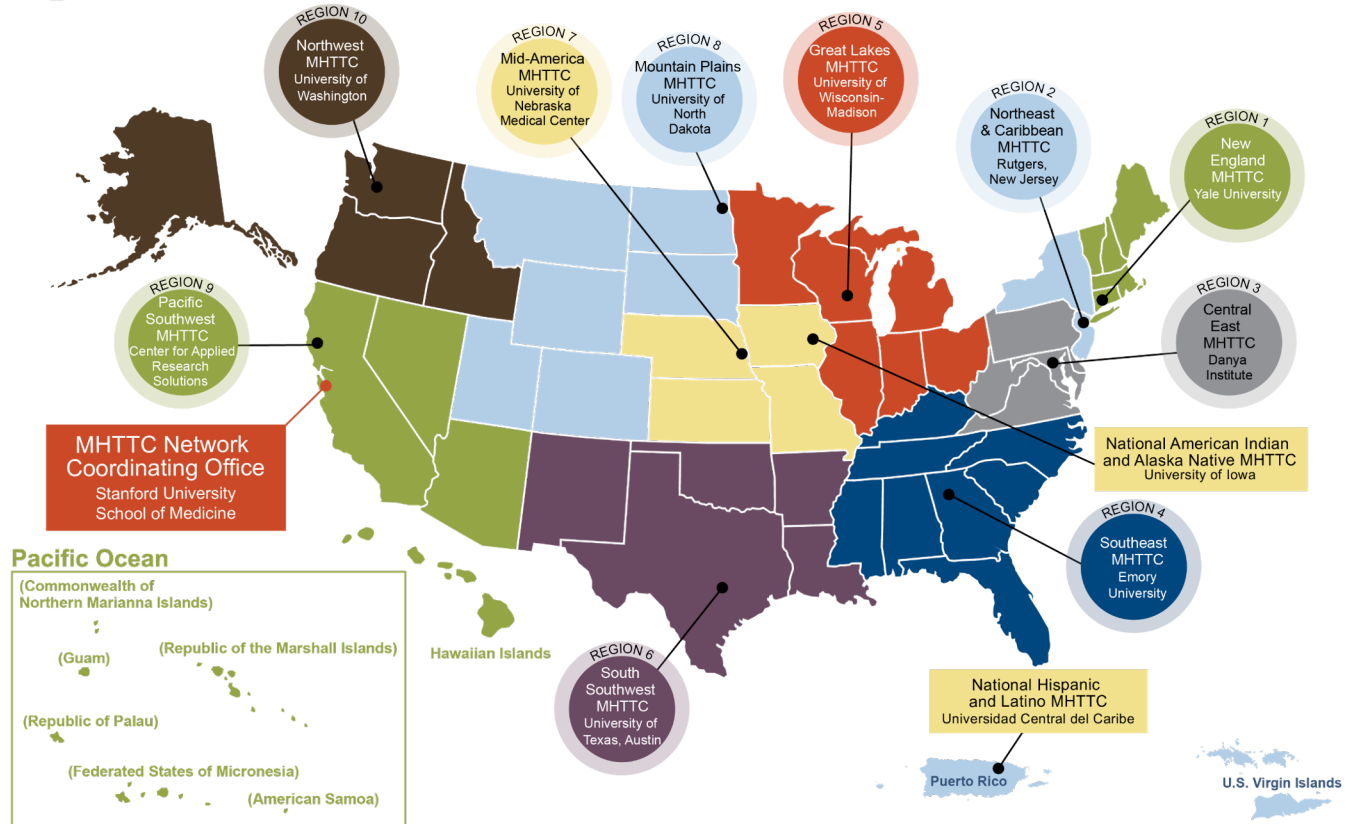 REGION 10
Northwest
MHTTC
University of
Washington
REGION 7
Mid-America
MHTTC
University of
Nebraska
Medical Center
REGION 8
Mountain Plains
MHTTC
University of
North
Dakota
REGION 5
Great Lakes
MHTTC
University of
Wisconsin-
Madison
REGION 2
Northeast
& Caribbean
MHTTC
Rutgers,
New Jersey
REGION 1
New
England
MHTTC
Yale University
REGION 9
Pacific
Southwest
MHTTC
Center for Applied
Research
Solutions
REGION 3
Central
East
MHTTC
Danya
Institute
MHTTC Network
Coordinating Office
Stanford University
School of Medicine
National American Indian
and Alaska Native MHTTC
University of Iowa
REGION 4
Southeast
MHTTC
Emory
University
Pacific Ocean
(Commonwealth of
Northern Marianna Islands)
(Guam)
(Republic of the Marshall Islands)
(Republic of Palau)
(Federated States of Micronesia)
(American Samoa)
Hawaiian Islands
REGION 6
South
Southwest
MHTTC
University of
Texas, Austin
National Hispanic
and Latino MHTTC
Universidad Central del Caribe
Puerto Rico
U.S. Virgin Islands